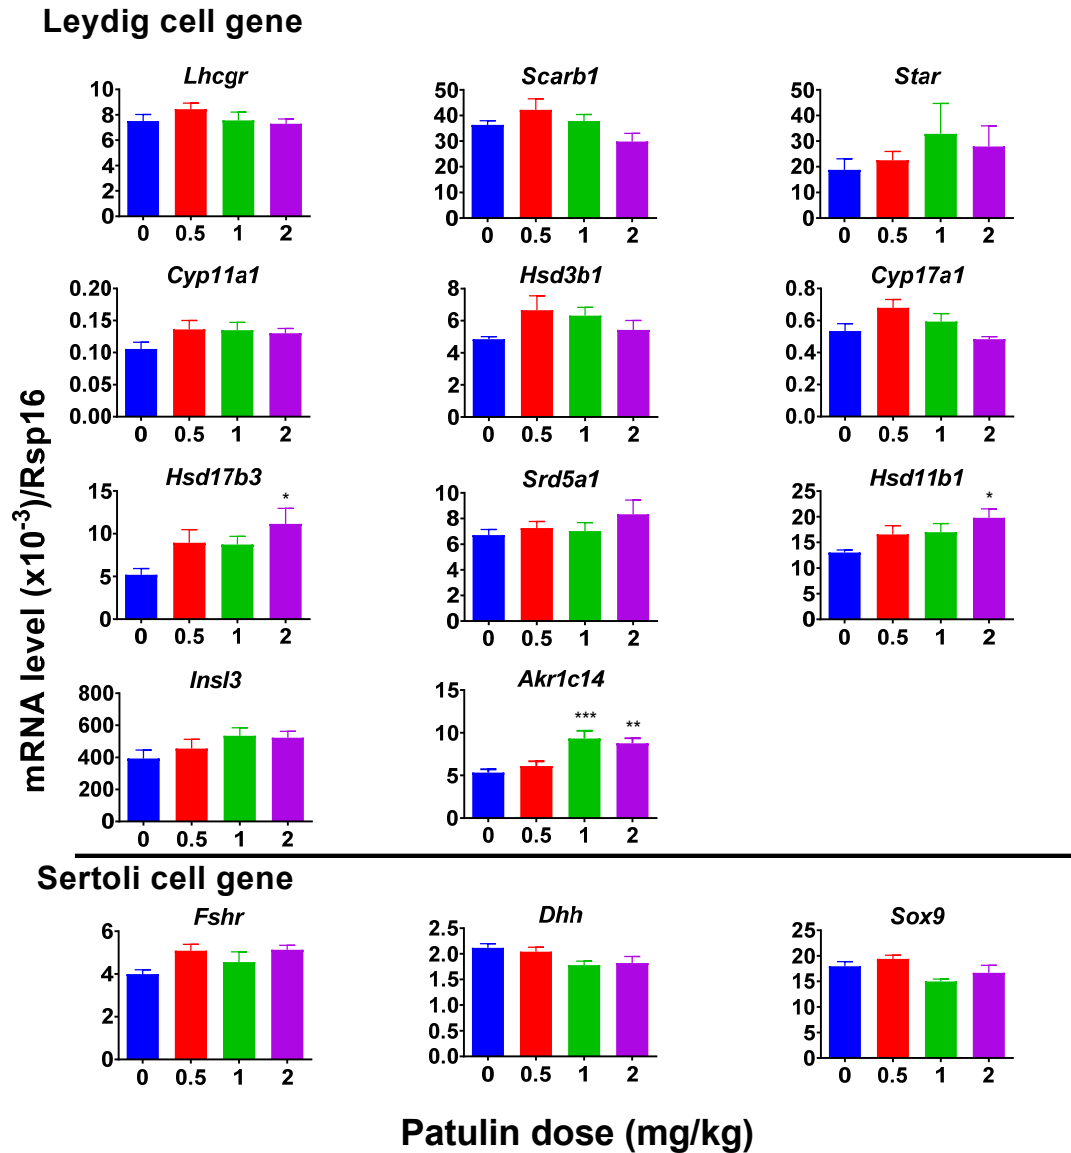 Leydig cell gene
Lhcgr
8
6
4
2
0
0 0.5 1 2
Scarb1
50
40
30
20
10
0
0 0.5 1 2
Star
50
40
30
20
10
0
0 0.5 1 2
Cyp11a1
0.20
0.15
0.10
0.05
0.00
0 0.5 1 2
Hsd3b1
8
6
4
2
0
0 0.5 1 2
Cyp17a1
0.8
0.6
0.4
0.2
0.0
0 0.5 1 2
mRNA level (x10-3)/Rsp16
Hsd17b3
15
10
5
0
*
0 0.5 1 2
Srd5a1
10
8
6
4
2
0
0 0.5 1 2
Hsd11b1
25
20
15
10
5
0
*
0 0.5 1 2
Insl3
800
600
400
200
0
0 0.5 1 2
Akr1c14
15
10
5
0
*** **
0 0.5 1 2
Sertoli cell gene
Fshr
6
4
2
0
0 0.5 1 2
Dhh
2.5
2.0
1.5
1.0
0.5
0.0
0 0.5 1 2
Sox9
25
20
15
10
5
0
0 0.5 1 2
Patulin dose (mg/kg)